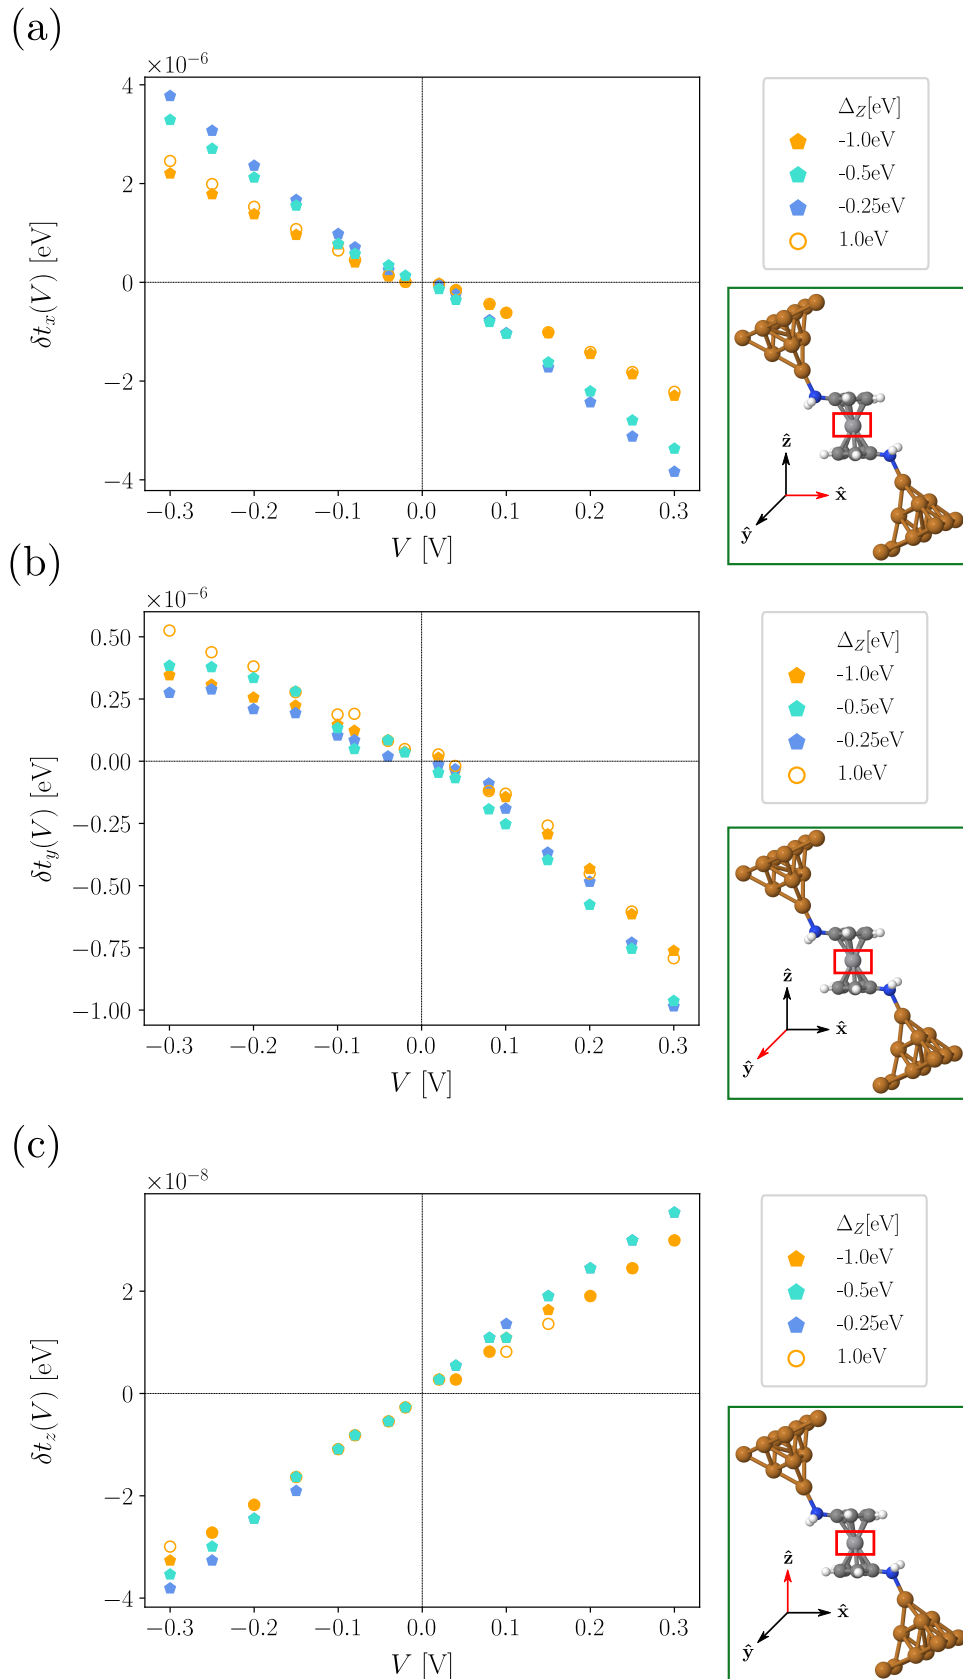 (a)
×10⁻⁶
4
2
0
−2
−4
δtₓ(V) [eV]
−0.3 −0.2 −0.1 0.0 0.1 0.2 0.3
V [V]
Δ_Z[eV]
-1.0eV
-0.5eV
-0.25eV
1.0eV
ẑ
x̂
ŷ
(b)
×10⁻⁶
0.50
0.25
0.00
−0.25
−0.50
−0.75
−1.00
δt_y(V) [eV]
−0.3 −0.2 −0.1 0.0 0.1 0.2 0.3
V [V]
Δ_Z[eV]
-1.0eV
-0.5eV
-0.25eV
1.0eV
ẑ
x̂
ŷ
(c)
×10⁻⁸
2
0
−2
−4
δt_z(V) [eV]
−0.3 −0.2 −0.1 0.0 0.1 0.2 0.3
V [V]
Δ_Z[eV]
-1.0eV
-0.5eV
-0.25eV
1.0eV
ẑ
x̂
ŷ